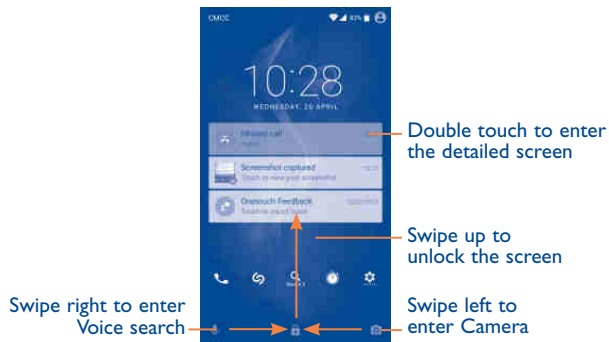 CMCC
10:28
WEDNESDAY, 20 APRIL
Missed call
Double touch to enter
the detailed screen
Screenshot captured
Touch to view your screenshot
Onetouch Feedback
Swipe up to
unlock the screen
Swipe right to enter
Voice search
Swipe left to
enter Camera